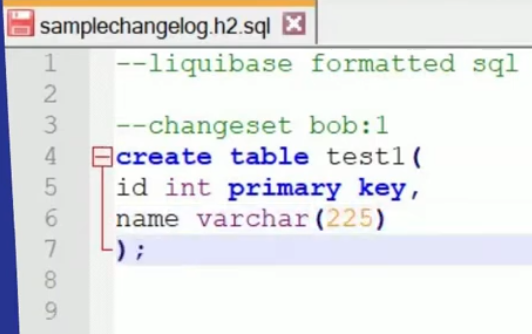 samplechangelog.h2.sql
1 --liquibase formatted sql
2
3 --changeset bob:1
4 create table test1(
5 id int primary key,
6 name varchar(225)
7 );
8
9